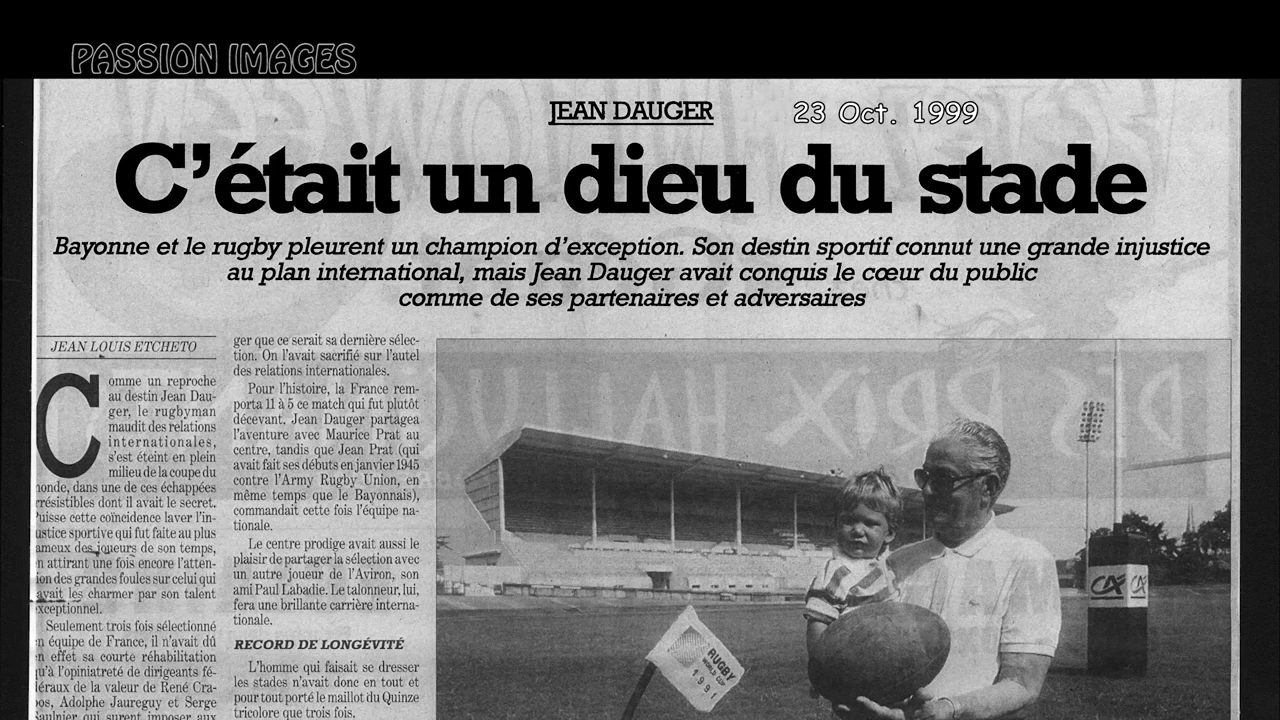 PASSION IMAGES
JEAN DAUGER
23 Oct. 1999
C'était un dieu du stade
Bayonne et le rugby pleurent un champion d'exception. Son destin sportif connut une grande injustice
au plan international, mais Jean Dauger avait conquis le cœur du public
comme de ses partenaires et adversaires
JEAN LOUIS ETCHETO
Comme un reproche
au destin Jean Dau-
ger, le rugbyman
maudit des relations
internationales,
s'est éteint en plein
milieu de la coupe du
monde, dans une de ces échappées
rrésistibles dont il avait le secret.
Puisse cette coïncidence laver l'in-
justice sportive qui fut faite au plus
ameux des joueurs de son temps,
n attirant une fois encore l'atten-
ion des grandes foules sur celui qui
avait les charmer par son talent
exceptionnel.
Seulement trois fois sélectionné
n équipe de France, il n'avait dû
n effet sa courte réhabilitation
qu'à l'opiniatreté de dirigeants fé-
déraux de la valeur de René Cra-
bos, Adolphe Jaureguy et Serge
Saulnier qui surent imposer aux
ger que ce serait sa dernière sélec-
tion. On l'avait sacrifié sur l'autel
des relations internationales.
Pour l'histoire, la France rem-
porta 11 à 5 ce match qui fut plutôt
décevant. Jean Dauger partagea
l'aventure avec Maurice Prat au
centre, tandis que Jean Prat (qui
avait fait ses débuts en janvier 1945
contre l'Army Rugby Union, en
même temps que le Bayonnais),
commandait cette fois l'équipe na-
tionale.
Le centre prodige avait aussi le
plaisir de partager la sélection avec
un autre joueur de l'Aviron, son
ami Paul Labadie. Le talonneur, lui,
fera une brillante carrière interna-
tionale.
RECORD DE LONGÉVITÉ
L'homme qui faisait se dresser
les stades n'avait donc en tout et
pour tout porté le maillot du Quinze
tricolore que trois fois.
RUGBY
WORLD CUP
1991
CA